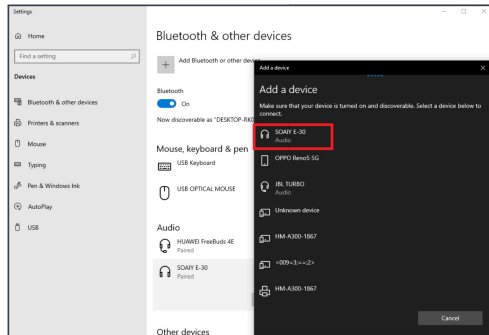 Settings
Home
Find a setting
Devices
Bluetooth & other devices
Printers & scanners
Mouse
Typing
Pen & Windows Ink
AutoPlay
USB
Bluetooth & other devices
Add Bluetooth or other device
Bluetooth
On
Now discoverable as "DESKTOP-RK
Mouse, keyboard & pen
USB Keyboard
USB OPTICAL MOUSE
Audio
HUAWEI FreeBuds 4E
Paired
SOAIY E-30
Paired
Other devices
Add a device
Add a device
Make sure that your device is turned on and discoverable. Select a device below to
connect.
SOAIY E-30
Audio
OPPO Reno5 5G
JBL TURBO
Audio
Unknown device
HM-A300-1867
<009=3;==;2>
HM-A300-1867
Cancel